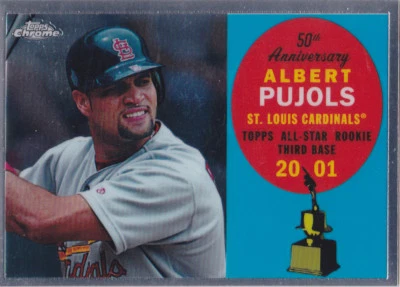 Topps
Chrome
50th
Anniversary
ALBERT
PUJOLS
ST. LOUIS CARDINALS®
TOPPS ALL-STAR ROOKIE
THIRD BASE
20 01